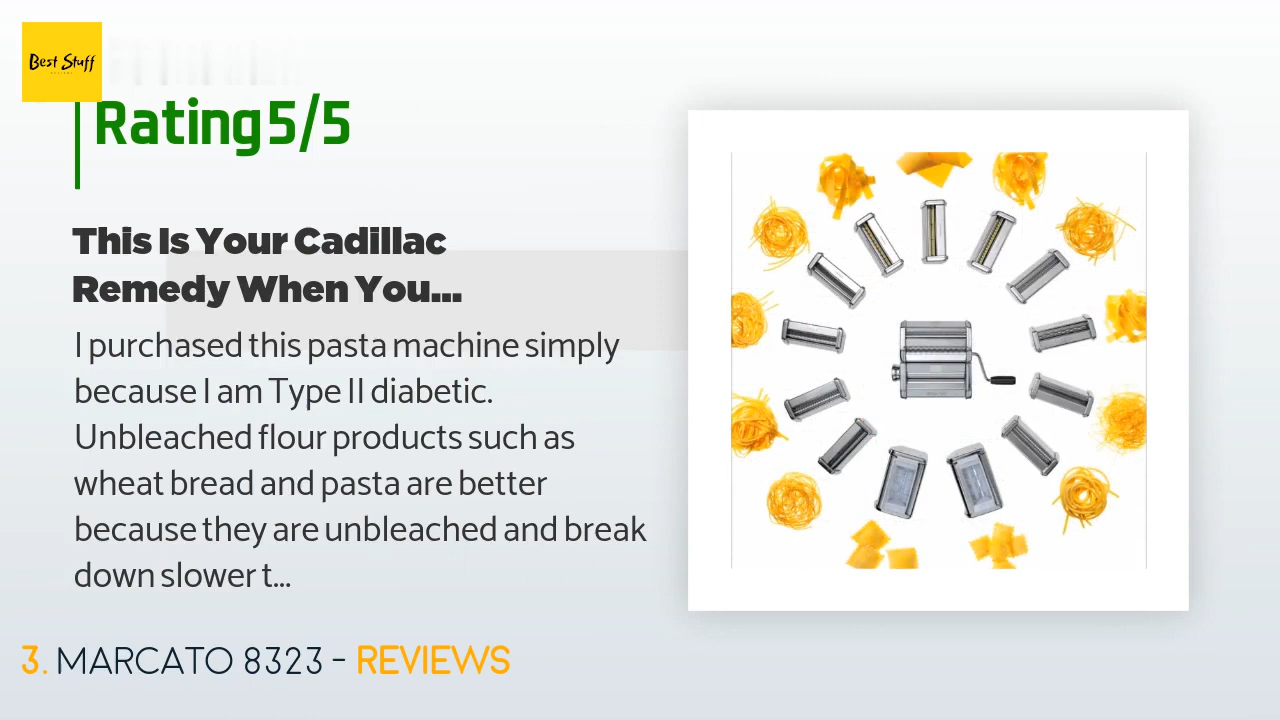 Best Stuff
Rating 5/5
This Is Your Cadillac
Remedy When You...
I purchased this pasta machine simply
because I am Type II diabetic.
Unbleached flour products such as
wheat bread and pasta are better
because they are unbleached and break
down slower t...
3. MARCATO 8323 - REVIEWS